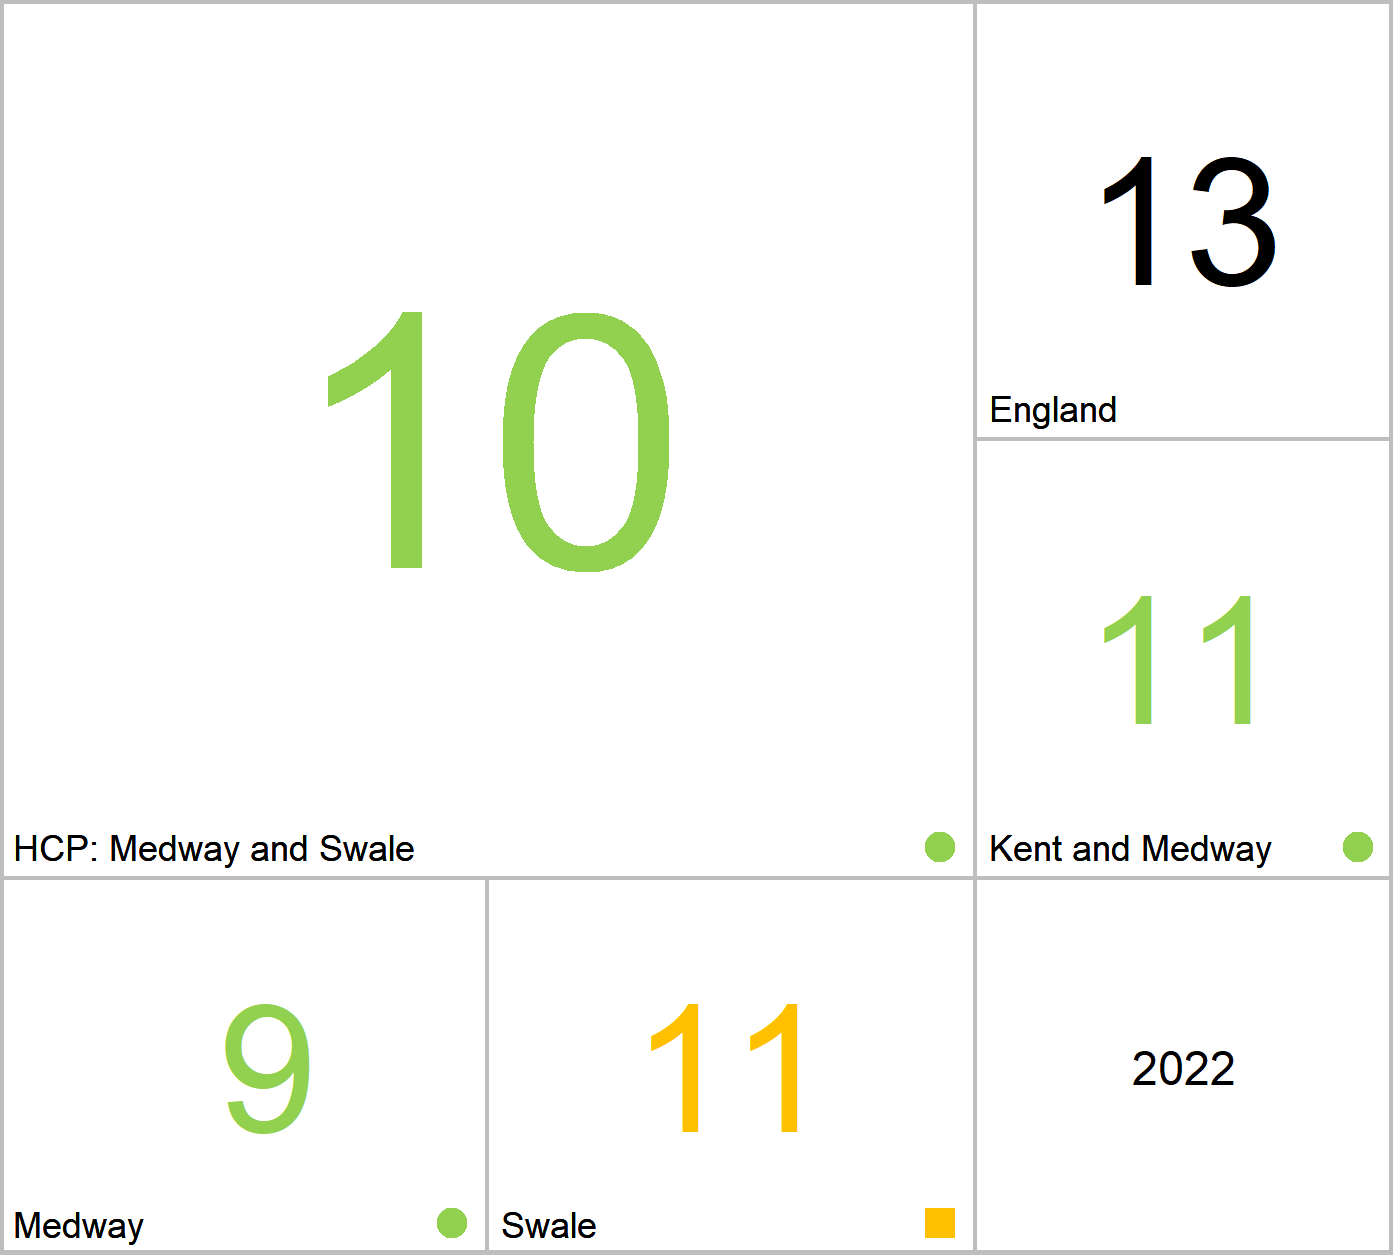 10
HCP: Medway and Swale
13
England
11
Kent and Medway
9
Medway
11
Swale
2022